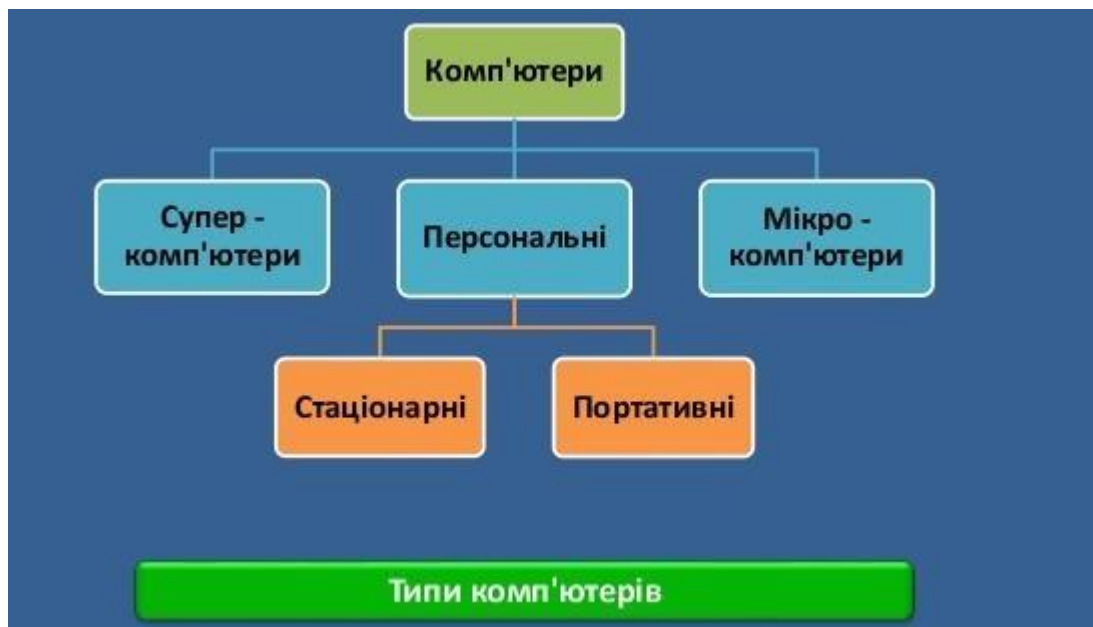 Комп'ютери
Супер -
комп'ютери
Персональні
Мікро -
комп'ютери
Стаціонарні
Портативні
Типи комп'ютерів